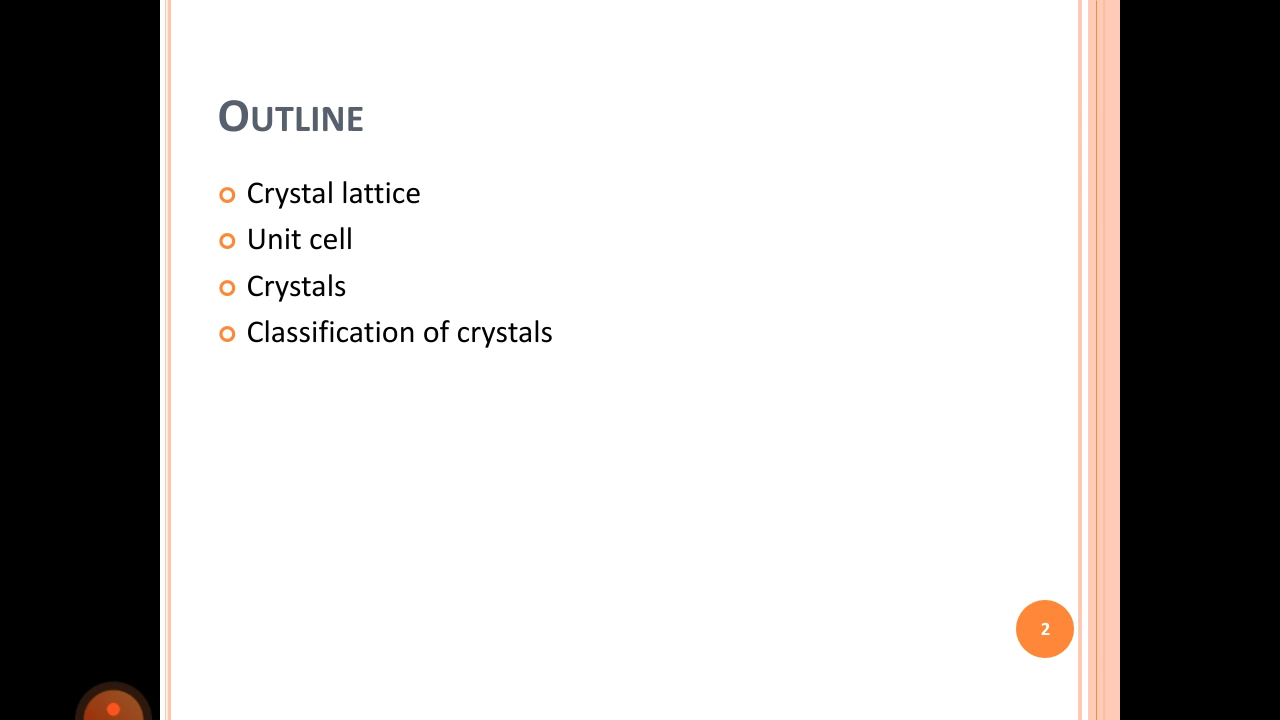 OUTLINE
Crystal lattice
Unit cell
Crystals
Classification of crystals
2